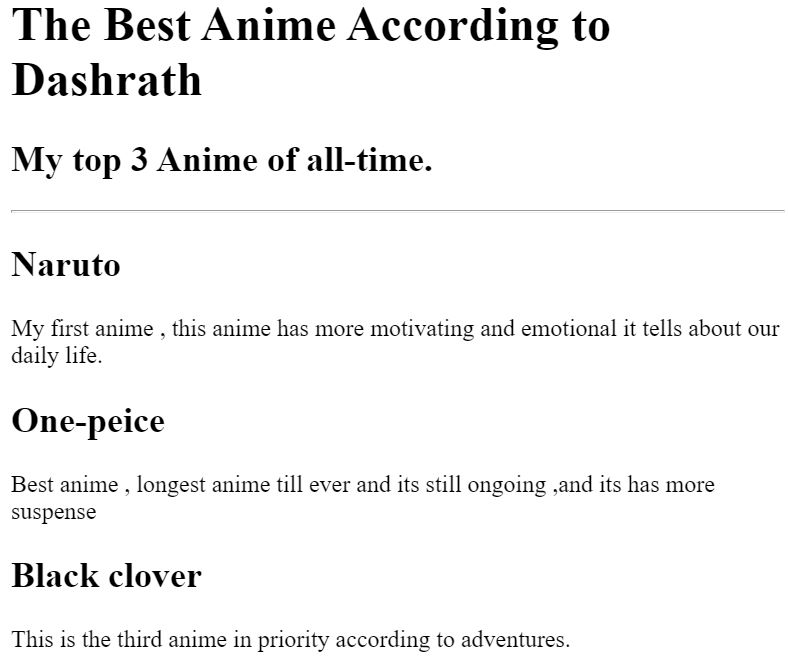 The Best Anime According to
Dashrath
My top 3 Anime of all-time.
Naruto
My first anime , this anime has more motivating and emotional it tells about our
daily life.
One-peice
Best anime , longest anime till ever and its still ongoing ,and its has more
suspense
Black clover
This is the third anime in priority according to adventures.